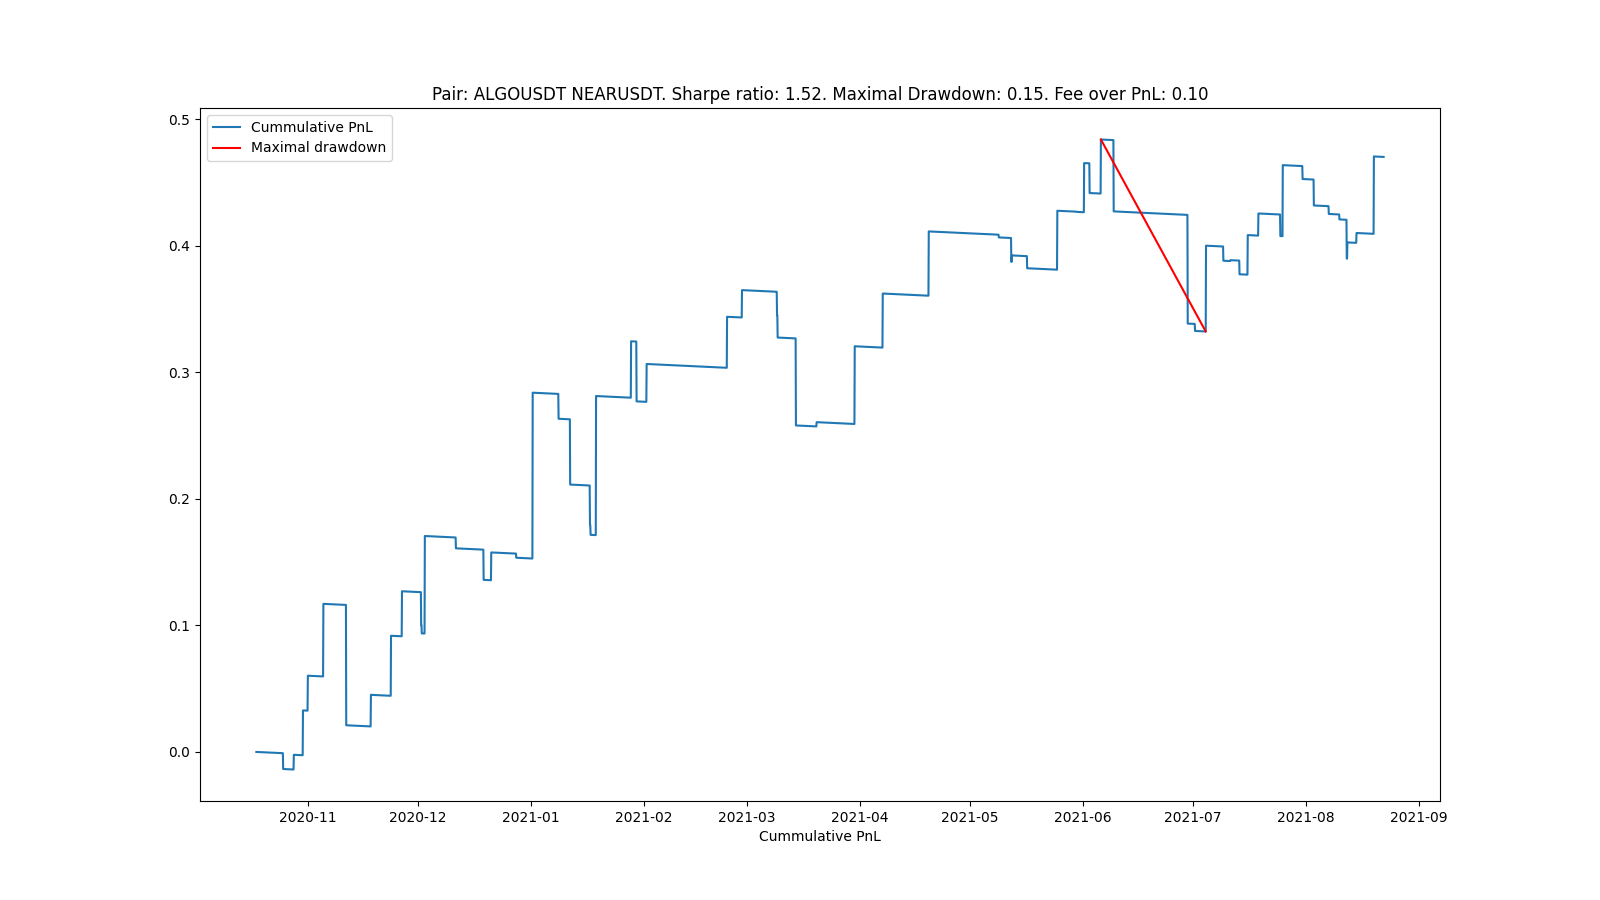 Pair: ALGOUSDT NEARUSDT. Sharpe ratio: 1.52. Maximal Drawdown: 0.15. Fee over PnL: 0.10
Cummulative PnL
Maximal drawdown
0.5
0.4
0.3
0.2
0.1
0.0
2020-11 2020-12 2021-01 2021-02 2021-03 2021-04 2021-05 2021-06 2021-07 2021-08 2021-09
Cummulative PnL